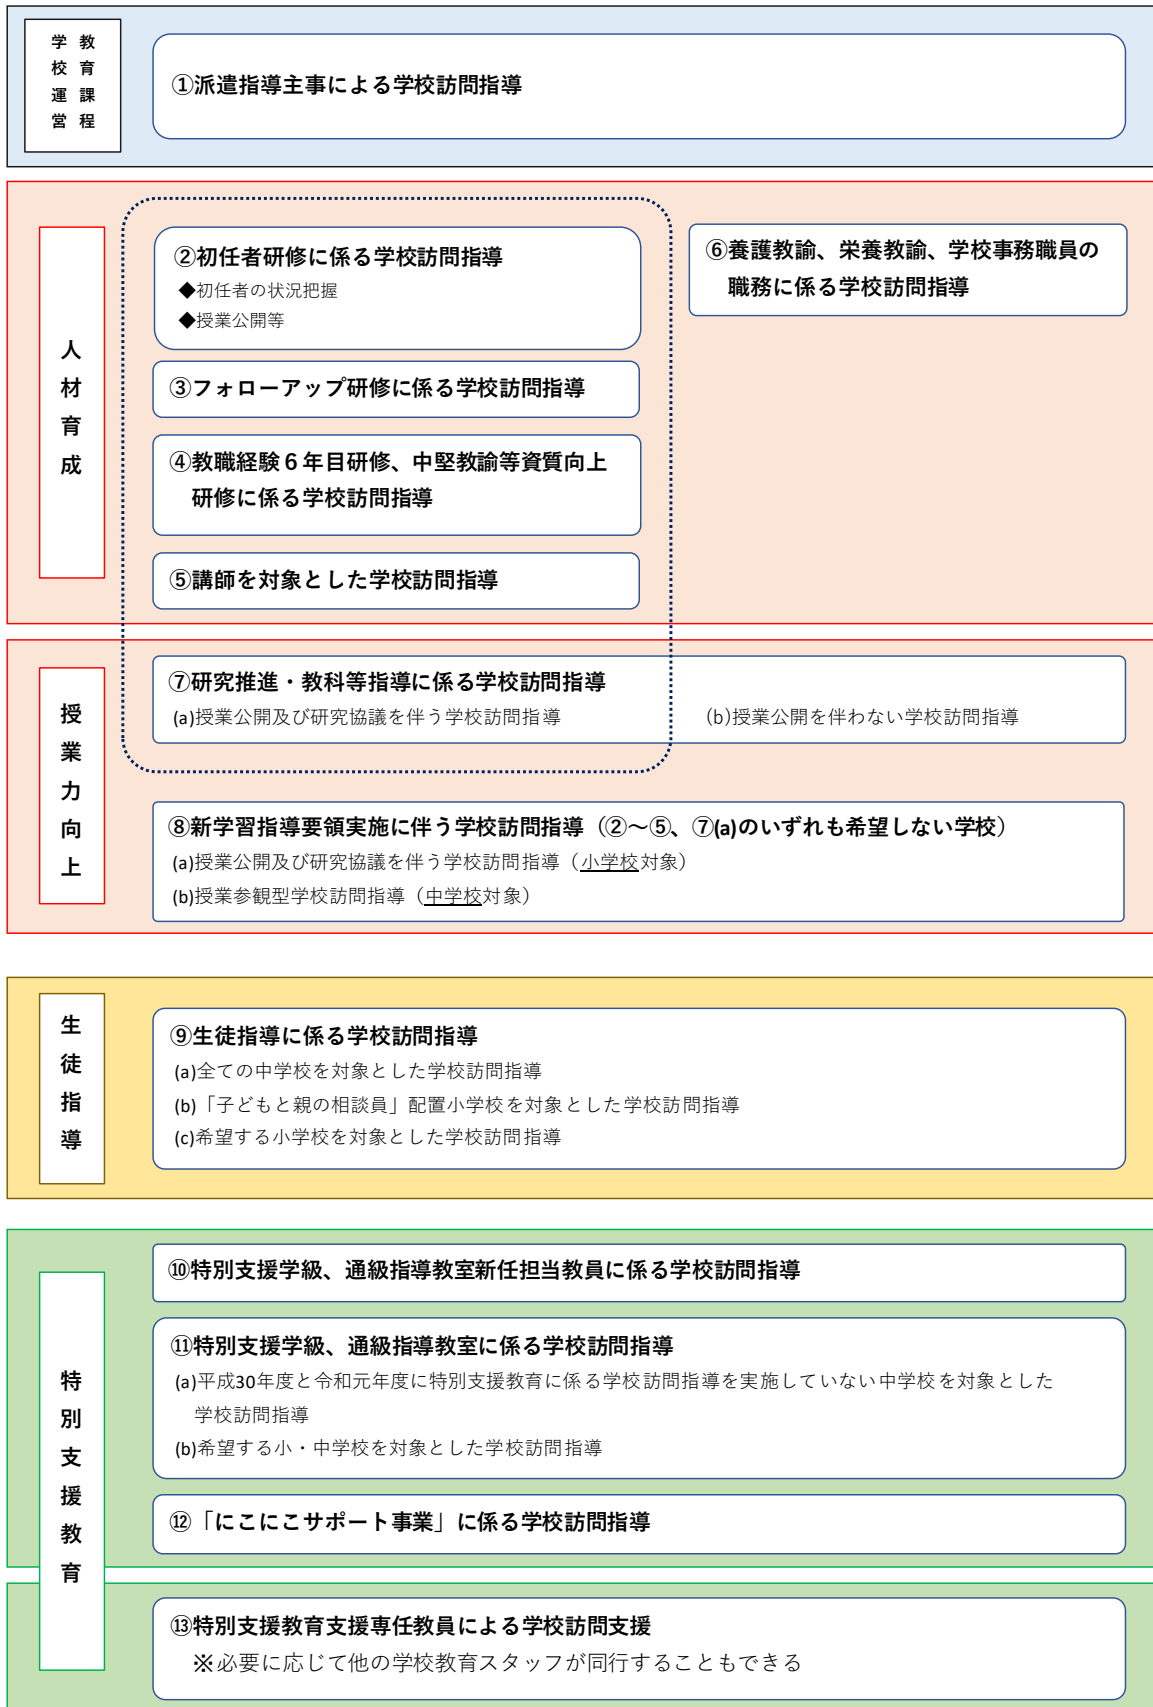 教育課程
学校運営
①派遣指導主事による学校訪問指導
人材育成
②初任者研修に係る学校訪問指導
◆初任者の状況把握
◆授業公開等
⑥養護教諭、栄養教諭、学校事務職員の
職務に係る学校訪問指導
③フォローアップ研修に係る学校訪問指導
④教職経験６年目研修、中堅教諭等資質向上
研修に係る学校訪問指導
⑤講師を対象とした学校訪問指導
授業力向上
⑦研究推進・教科等指導に係る学校訪問指導
(a)授業公開及び研究協議を伴う学校訪問指導
(b)授業公開を伴わない学校訪問指導
⑧新学習指導要領実施に伴う学校訪問指導（②～⑤、⑦(a)のいずれも希望しない学校）
(a)授業公開及び研究協議を伴う学校訪問指導（小学校対象）
(b)授業参観型学校訪問指導（中学校対象）
生徒指導
⑨生徒指導に係る学校訪問指導
(a)全ての中学校を対象とした学校訪問指導
(b)「子どもと親の相談員」配置小学校を対象とした学校訪問指導
(c)希望する小学校を対象とした学校訪問指導
特別支援教育
⑩特別支援学級、通級指導教室新任担当教員に係る学校訪問指導
⑪特別支援学級、通級指導教室に係る学校訪問指導
(a)平成30年度と令和元年度に特別支援教育に係る学校訪問指導を実施していない中学校を対象とした
学校訪問指導
(b)希望する小・中学校を対象とした学校訪問指導
⑫「にこにこサポート事業」に係る学校訪問指導
⑬特別支援教育支援専任教員による学校訪問支援
※必要に応じて他の学校教育スタッフが同行することもできる